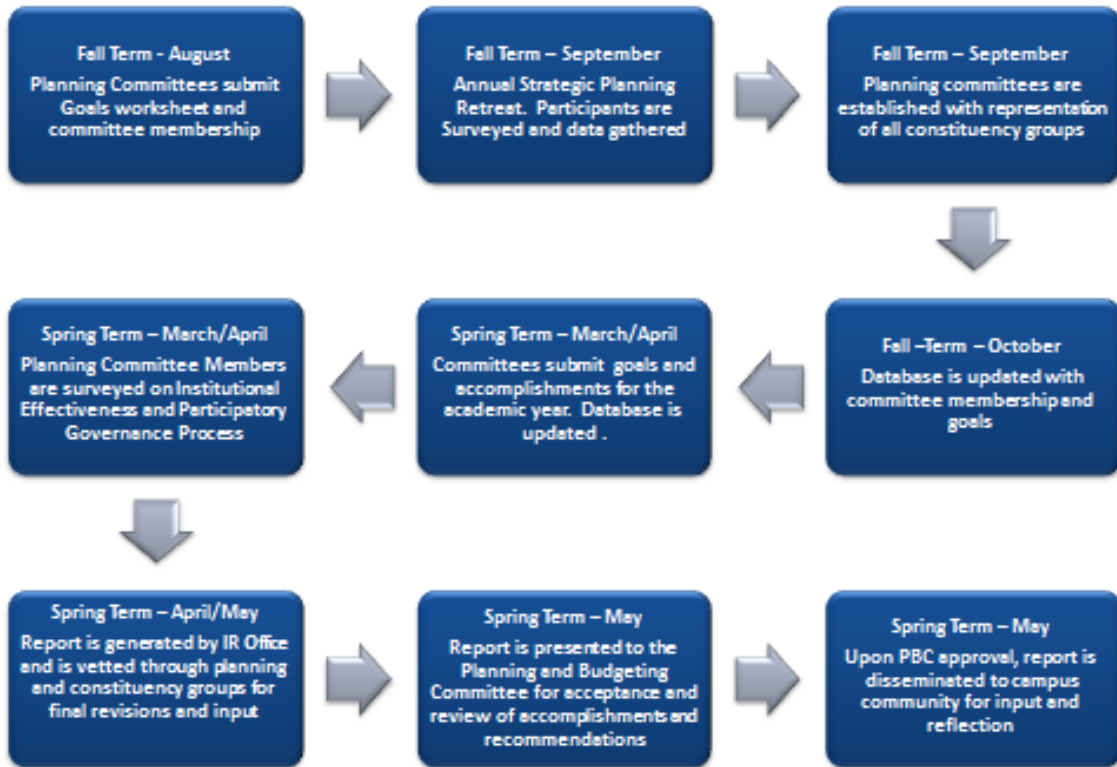 Fall Term - August
Planning Committees submit
Goals worksheet and
committee membership
Fall Term – September
Annual Strategic Planning
Retreat. Participants are
Surveyed and data gathered
Fall Term – September
Planning committees are
established with representation
of all constituency groups
Fall –Term – October
Database is updated with
committee membership and
goals
Spring Term – March/April
Committees submit goals and
accomplishments for the
academic year. Database is
updated .
Spring Term – March/April
Planning Committee Members
are surveyed on Institutional
Effectiveness and Participatory
Governance Process
Spring Term – April/May
Report is generated by IR Office
and is vetted through planning
and constituency groups for
final revisions and input
Spring Term – May
Report is presented to the
Planning and Budgeting
Committee for acceptance and
review of accomplishments and
recommendations
Spring Term – May
Upon PBC approval, report is
disseminated to campus
community for input and
reflection